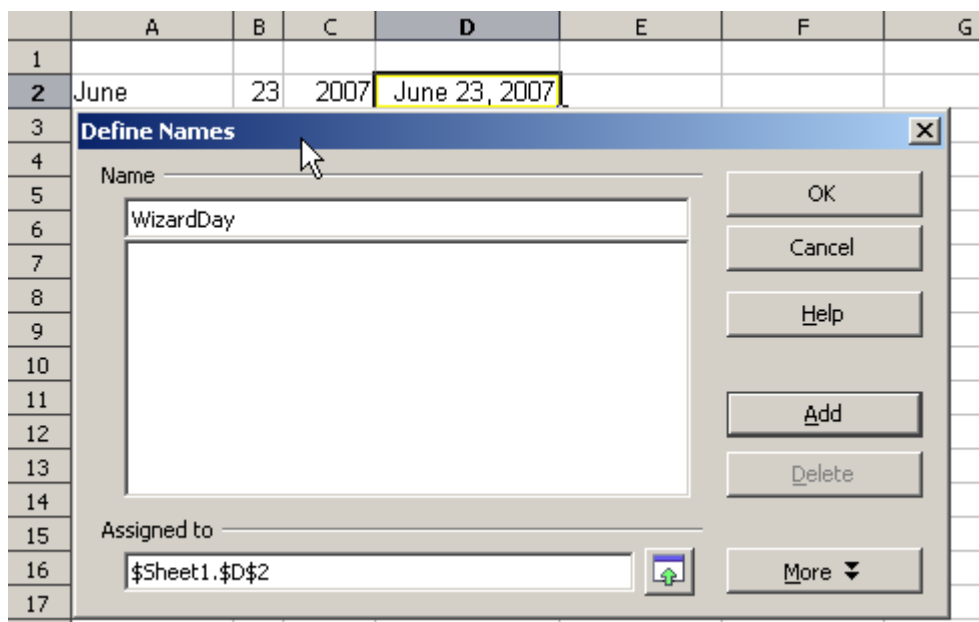 A B C D E F G
1
2 June 23 2007 June 23, 2007
3 Define Names
4
Name
5 OK
6 WizardDay
7 Cancel
8
9 Help
10
11
12 Add
13 Delete
14
15 Assigned to
16 $Sheet1.$D$2 More
17